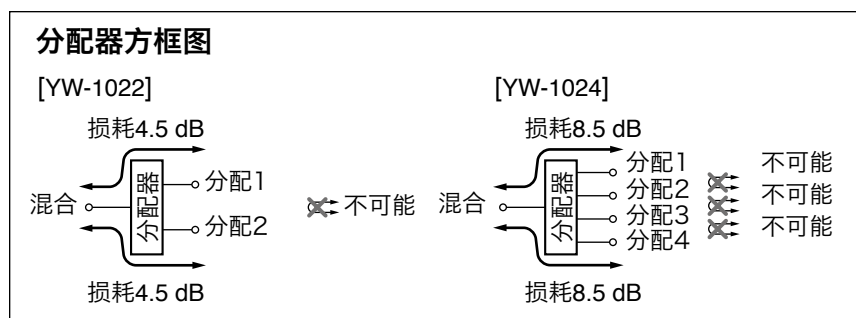 分配器方框图
[YW-1022]
损耗4.5 dB
混合
分配器
分配1
分配2
不可能
损耗4.5 dB
[YW-1024]
损耗8.5 dB
混合
分配器
分配1
分配2
分配3
分配4
不可能
不可能
不可能
损耗8.5 dB